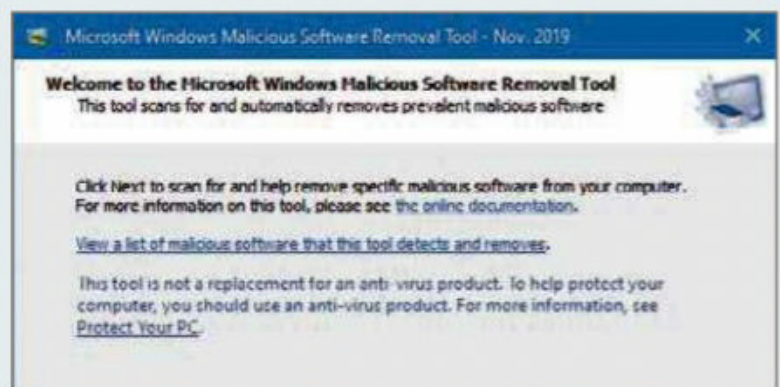 Microsoft Windows Malicious Software Removal Tool - Nov. 2019
Welcome to the Microsoft Windows Malicious Software Removal Tool
This tool scans for and automatically removes prevalent malicious software
Click Next to scan for and help remove specific malicious software from your computer.
For more information on this tool, please see the online documentation.
View a list of malicious software that this tool detects and removes.
This tool is not a replacement for an anti-virus product. To help protect your
computer, you should use an anti-virus product. For more information, see
Protect Your PC.